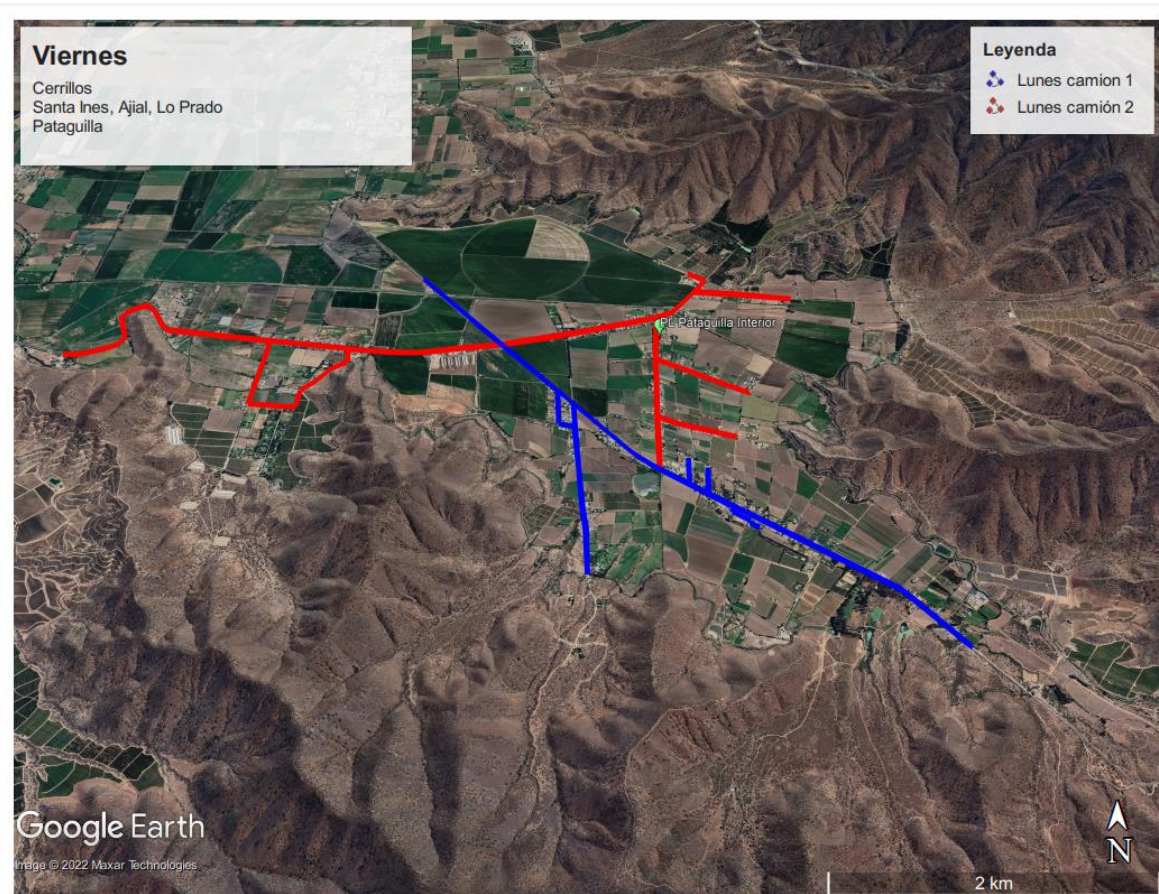 Viernes
Cerrillos
Santa Ines, Ajial, Lo Prado
Pataguilla
Leyenda
Lunes camion 1
Lunes camión 2
PL Pataguilla Interior
Google Earth
Image © 2022 Maxar Technologies
N
2 km